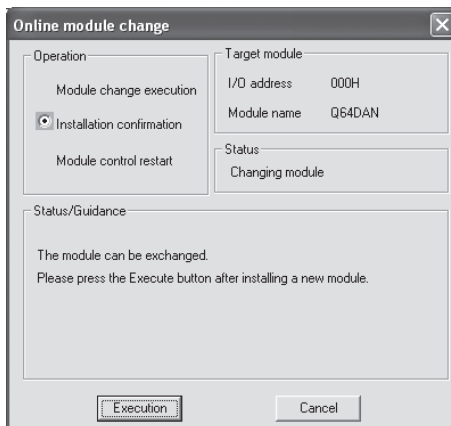 Online module change
Operation
Module change execution
Installation confirmation
Module control restart
Target module
I/O address 000H
Module name Q64DAN
Status
Changing module
Status/Guidance
The module can be exchanged.
Please press the Execute button after installing a new module.
Execution
Cancel